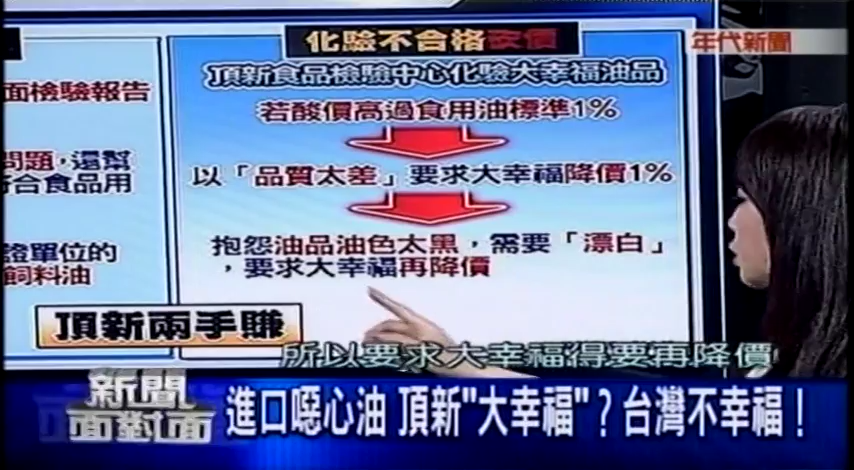 化驗不合格砍價
年代新聞
面檢驗報告
問題，還幫
符合食品用
證單位的
飼料油
頂新食品檢驗中心化驗大幸福油品
若酸價高過食用油標準1%
以「品質太差」要求大幸福降價1%
抱怨油品油色太黑，需要「漂白」
，要求大幸福再降價
頂新兩手賺
所以要求大幸福得要再降價
新聞
面對面
進口噁心油 頂新"大幸福"？台灣不幸福！